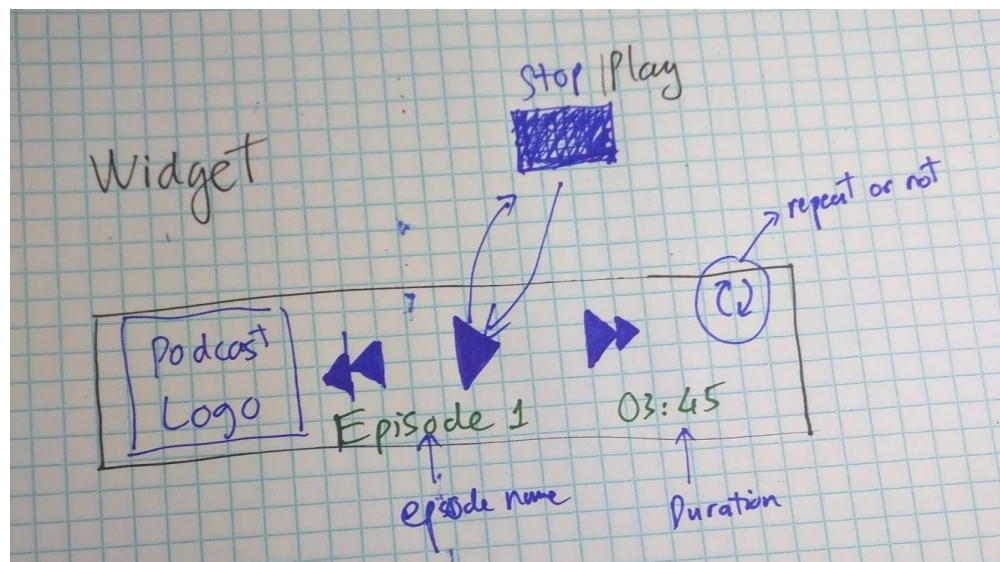 Stop | Play
Widget
repeat or not
Podcast
Logo
Episode 1
03:45
episode name
Duration